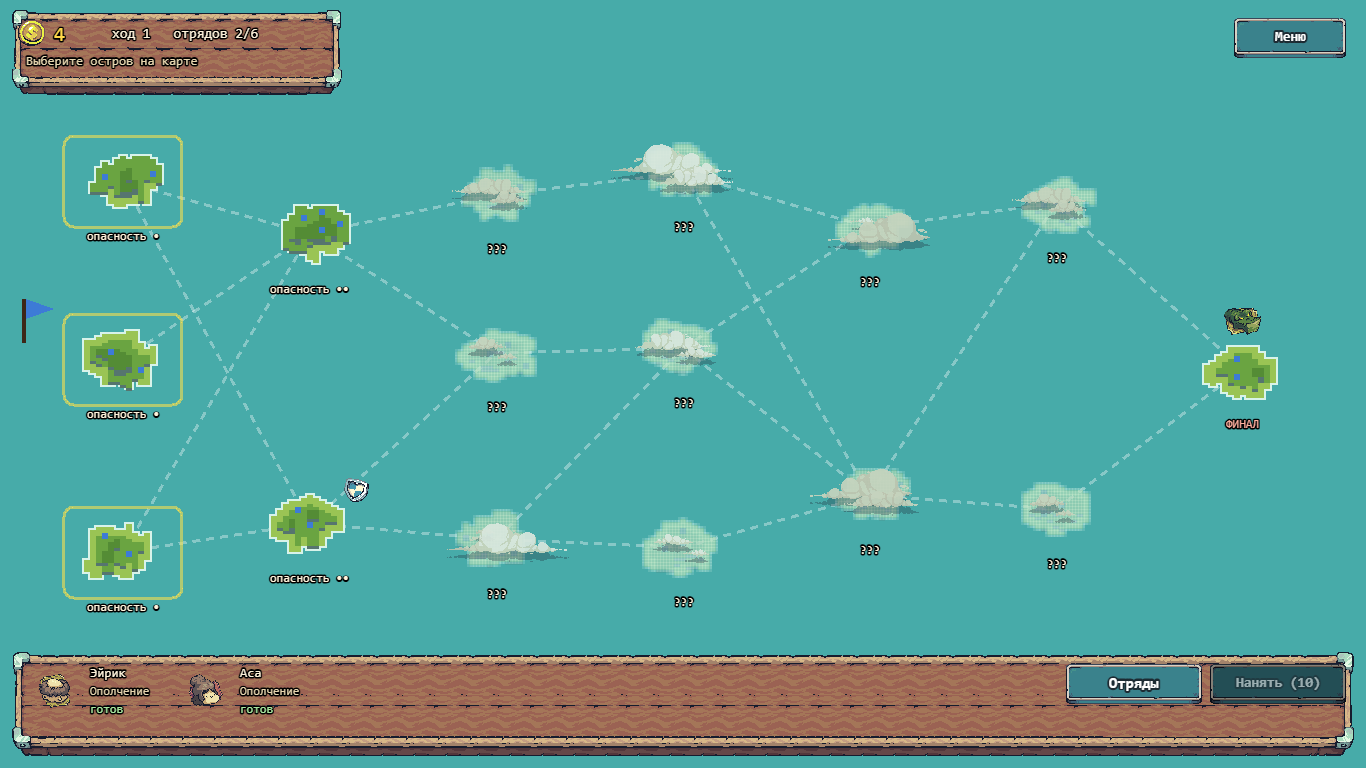 4 ход 1 отрядов 2/6
Выберите остров на карте
Меню
опасность •
опасность ••
???
???
???
???
опасность •
???
???
ФИНАЛ
опасность •
опасность ••
???
???
???
???
Эйрик
Ополчение
готов
Аса
Ополчение
готов
Отряды
Нанять (10)